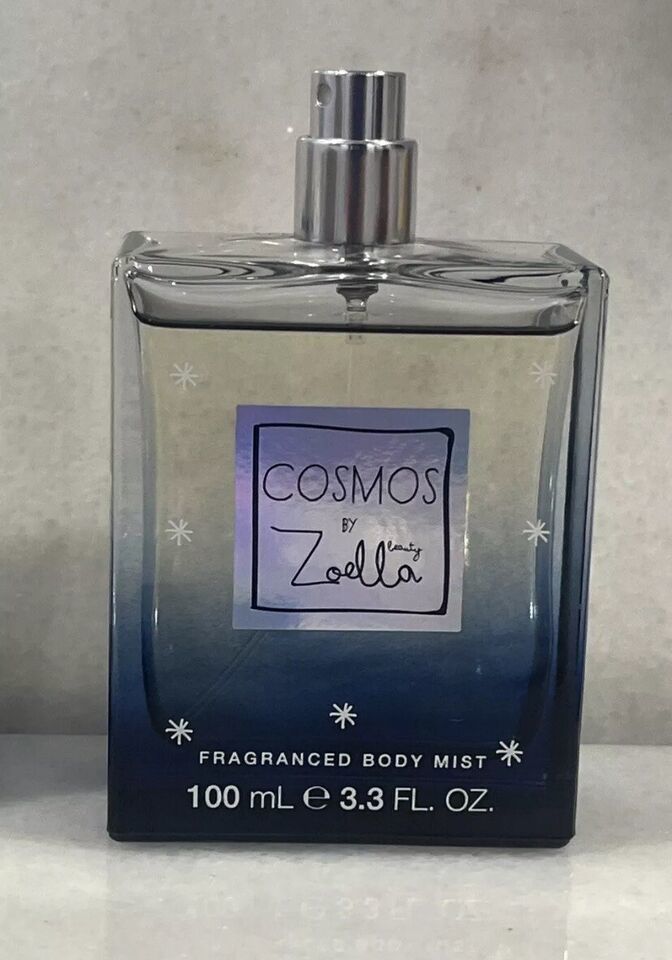 COSMOS
BY
Zoella beauty
FRAGRANCED BODY MIST
100 mL ℮ 3.3 FL. OZ.